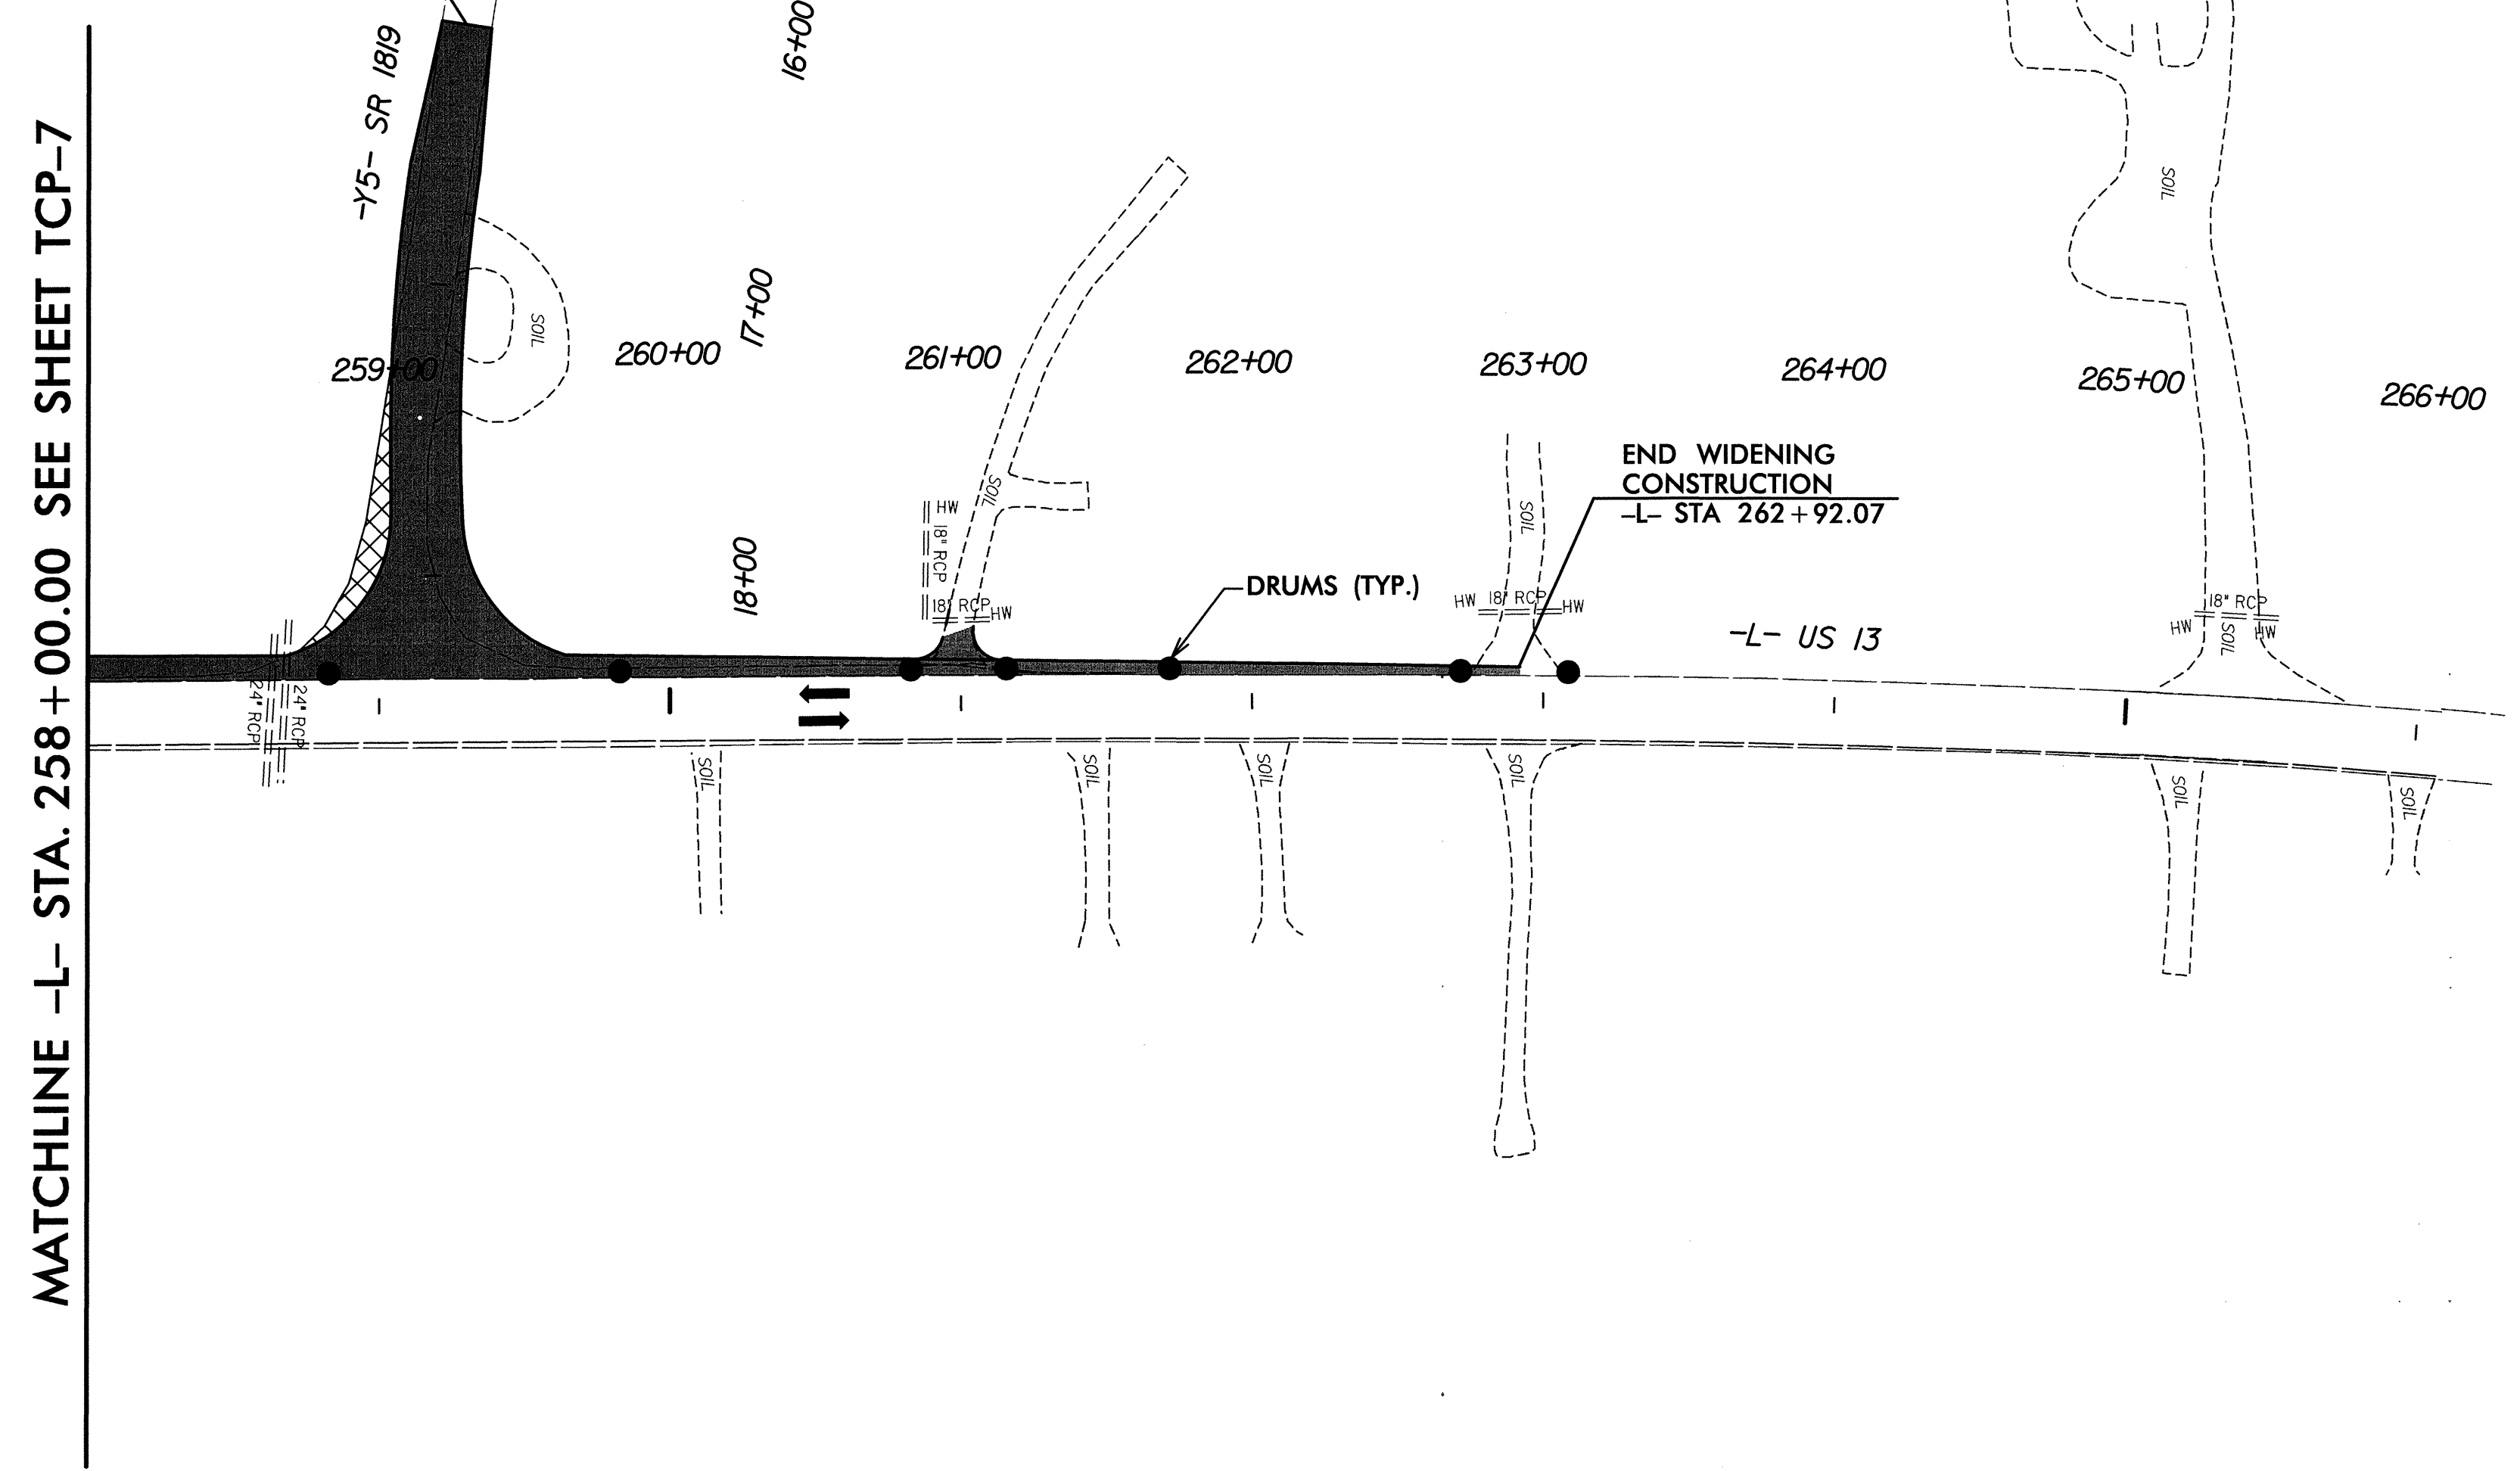 MATCHLINE -L- STA. 258+00.00 SEE SHEET TCP-7
-Y5- SR 1819
16+00
17+00
18+00
SOIL
259+00
260+00
261+00
262+00
263+00
264+00
265+00
266+00
SOIL
END WIDENING
CONSTRUCTION
-L- STA 262+92.07
SOIL
HW
18" RCP
18" RCP
HW
DRUMS (TYP.)
SOIL
HW
18" RCP
HW
-L- US 13
18" RCP
HW
SOIL
HW
24" RCP
24" RCP
SOIL
SOIL
SOIL
SOIL
SOIL
SOIL